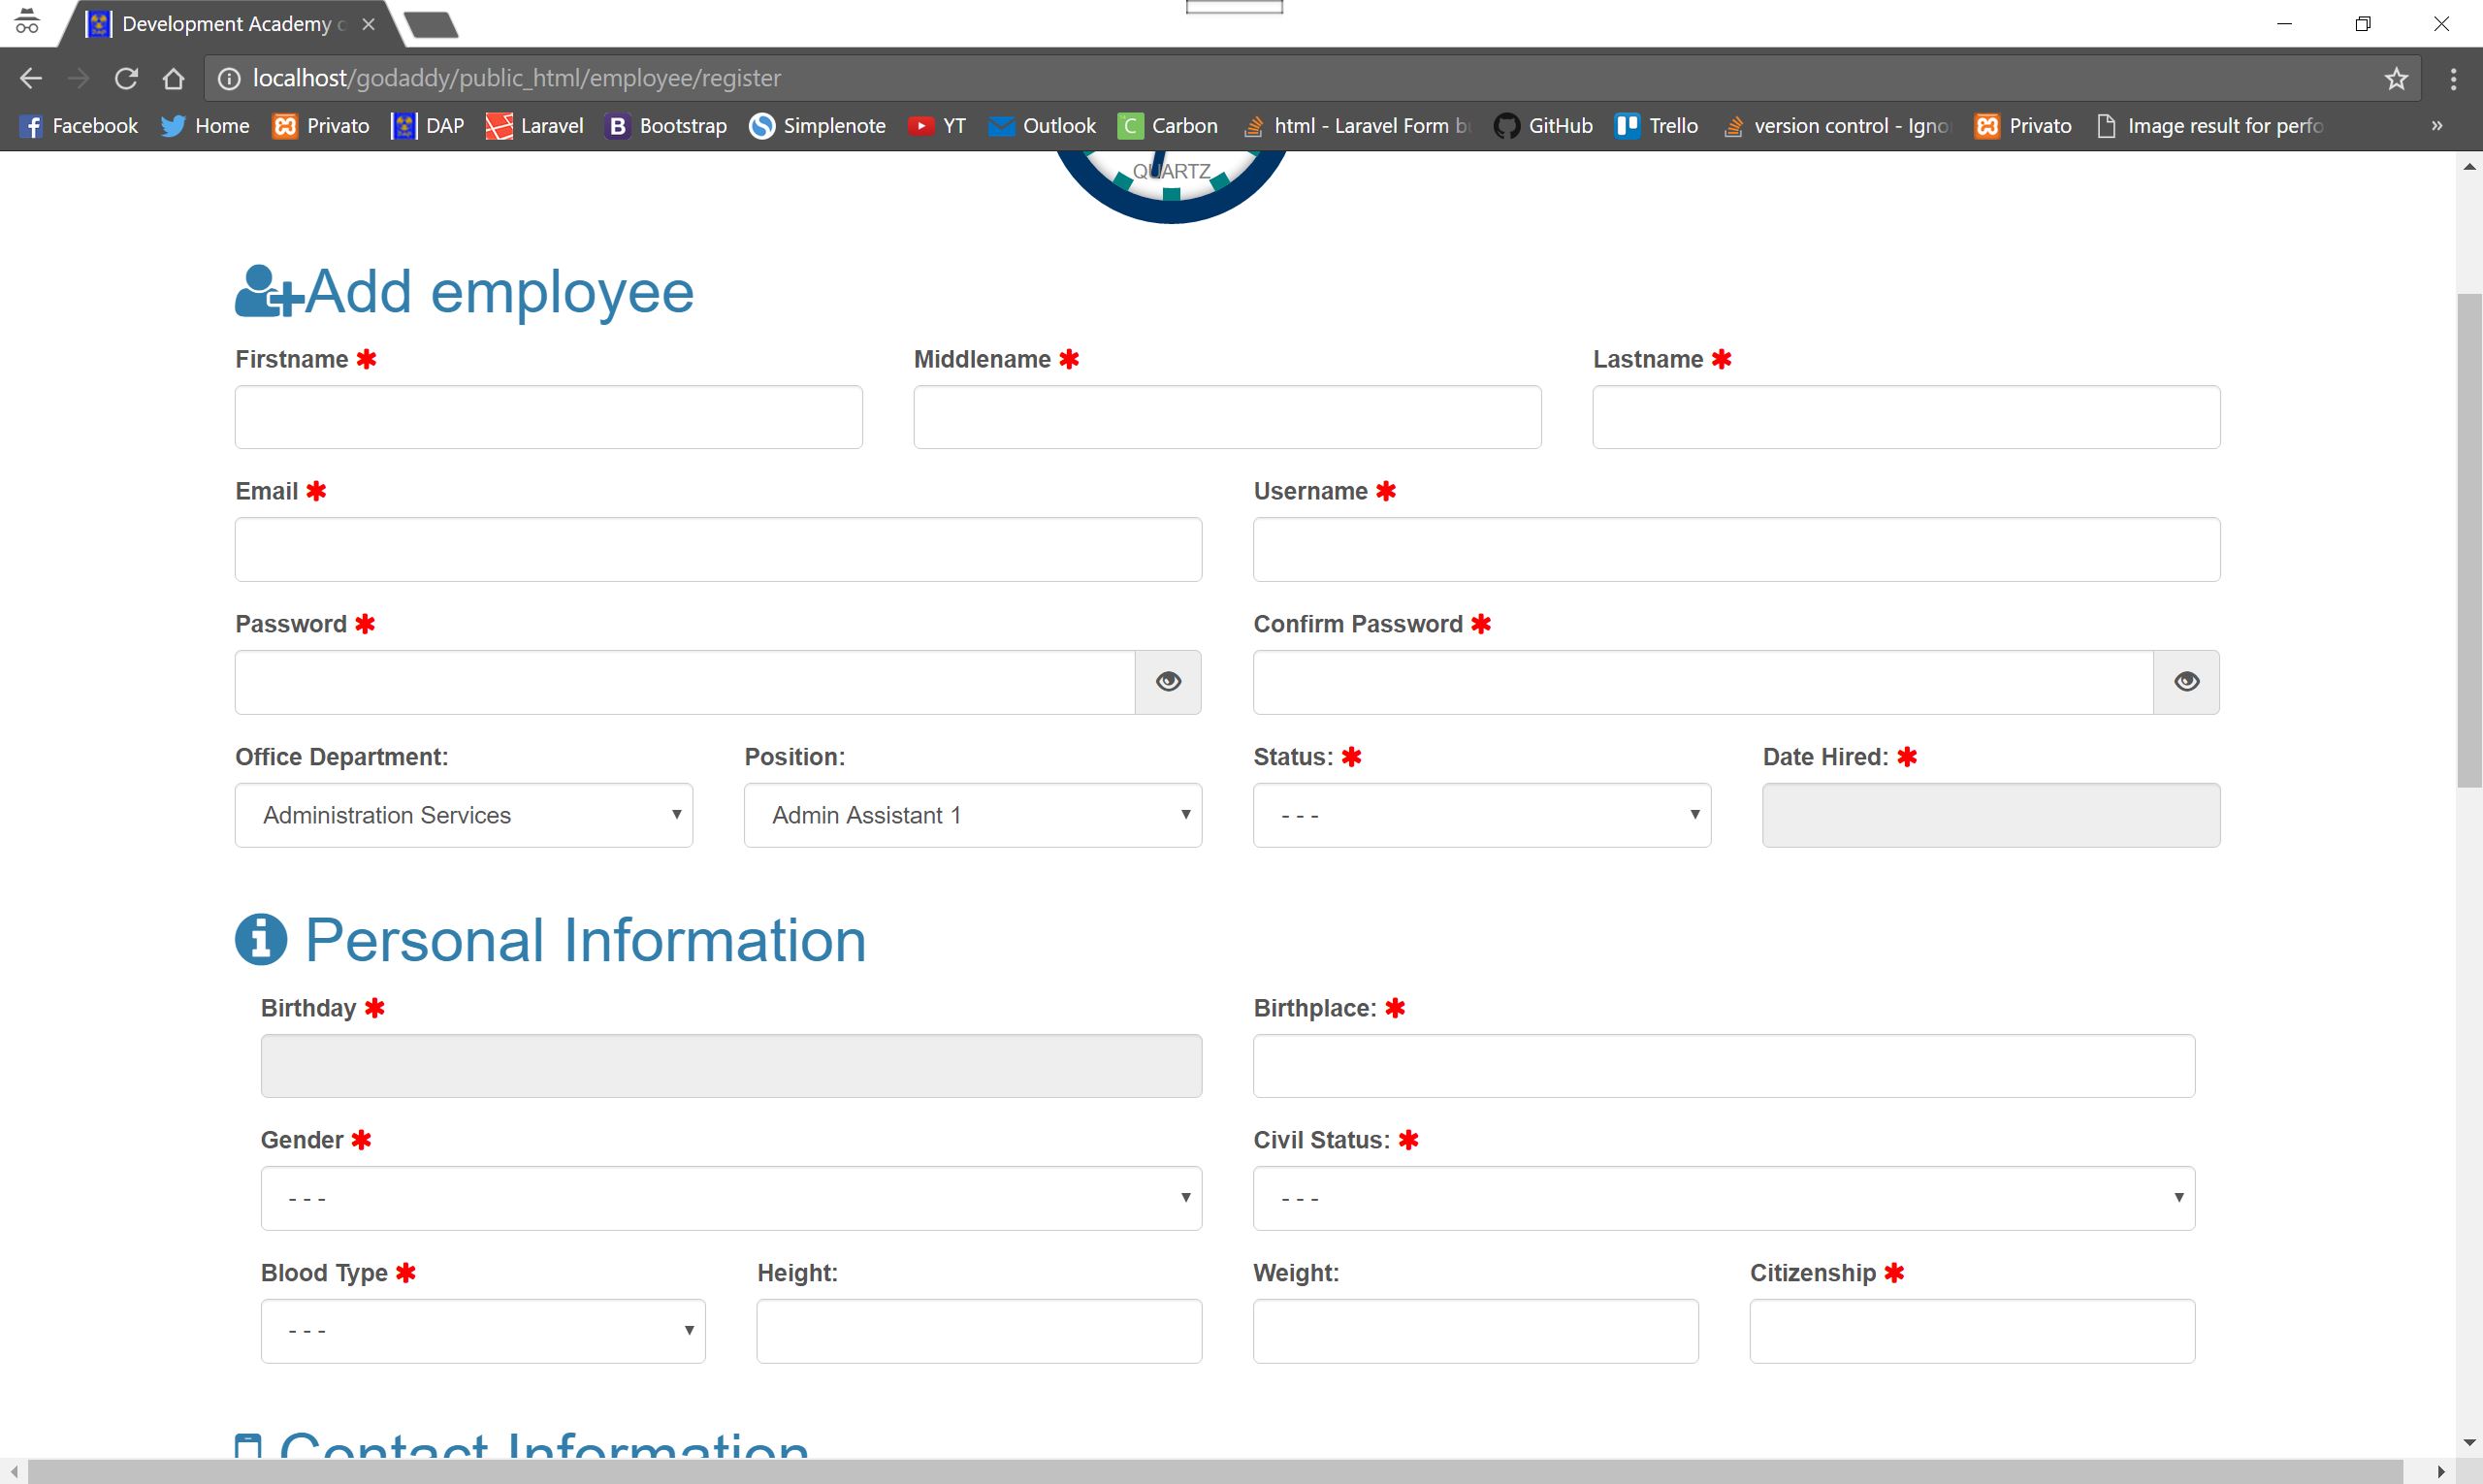 Development Academy
localhost/godaddy/public_html/employee/register
Facebook Home Privato DAP Laravel Bootstrap Simplenote YT Outlook Carbon html - Laravel Form GitHub Trello version control - Igno Privato Image result for perfo »
QUARTZ
Add employee
Firstname * Middlename * Lastname *
Email * Username *
Password * Confirm Password *
Office Department: Position: Status: * Date Hired: *
Administration Services Admin Assistant 1 - - -
Personal Information
Birthday * Birthplace: *
Gender * Civil Status: *
- - - - - -
Blood Type * Height: Weight: Citizenship *
- - -
Contact Information